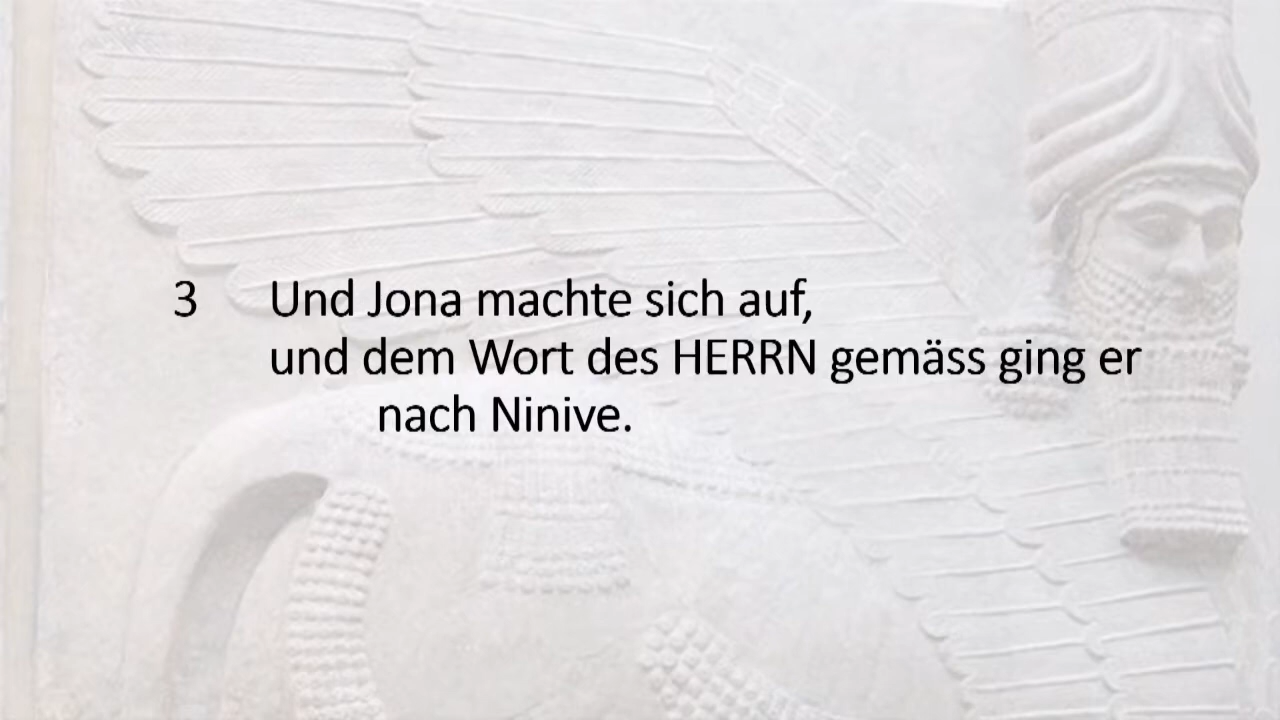 3 Und Jona machte sich auf,
und dem Wort des HERRN gemäss ging er
nach Ninive.